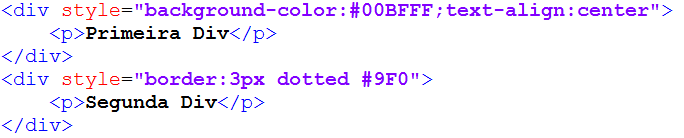 <div style="background-color:#00BFFF;text-align:center">
    <p>Primeira Div</p>
</div>
<div style="border:3px dotted #9F0">
    <p>Segunda Div</p>
</div>